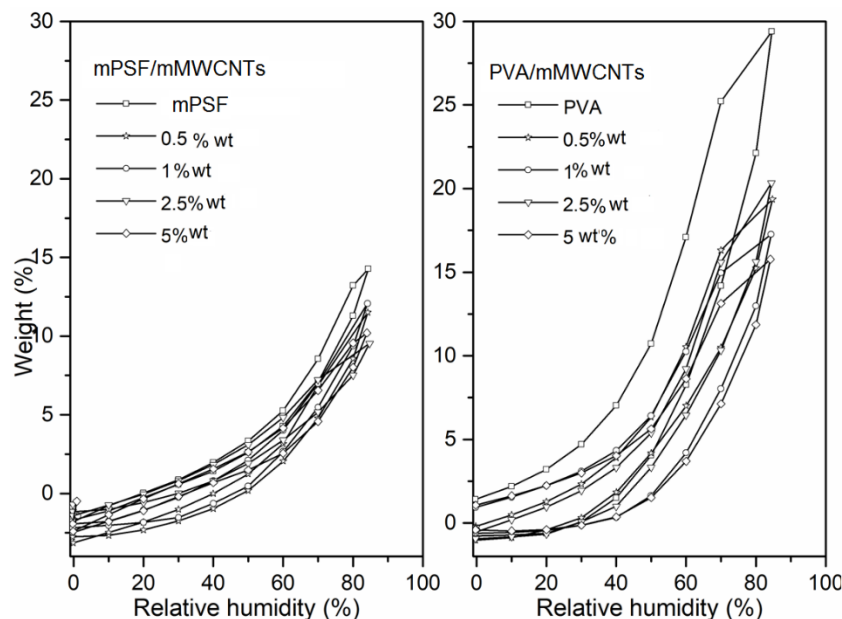 mPSF/mMWCNTs
mPSF
0.5 % wt
1% wt
2.5% wt
5% wt
30
25
20
15
10
5
0
Weight (%)
0 20 40 60 80 100
Relative humidity (%)
PVA/mMWCNTs
PVA
0.5% wt
1% wt
2.5% wt
5 wt %
30
25
20
15
10
5
0
0 20 40 60 80 100
Relative humidity (%)